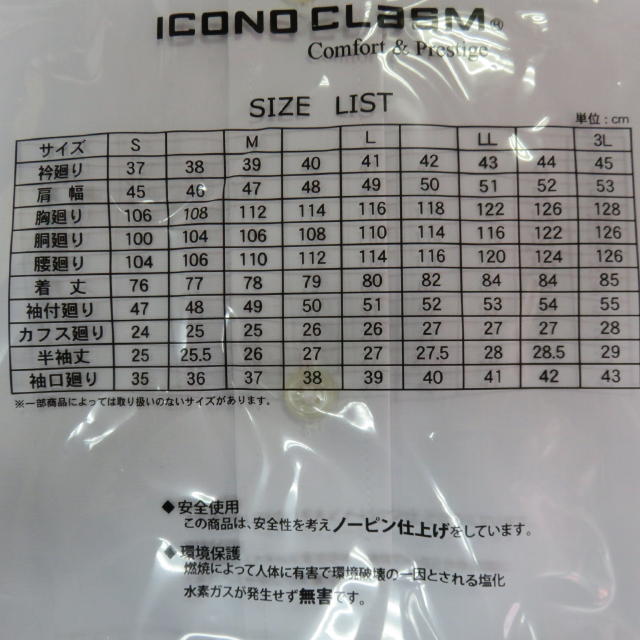 ICONO CLASM®
Comfort & Prestige
SIZE LIST
単位:cm
サイズ S M L LL 3L
衿廻り 37 38 39 40 41 42 43 44 45
肩幅 45 46 47 48 49 50 51 52 53
胸廻り 106 108 112 114 116 118 122 126 128
胴廻り 100 104 106 108 110 114 116 122 126
腰廻り 104 106 110 112 114 116 120 124 126
着丈 76 77 78 79 80 82 84 84 85
袖付廻り 47 48 49 50 51 52 53 54 55
カフス廻り 24 25 25 26 26 27 27 27 28
半袖丈 25 25.5 26 27 27 27.5 28 28.5 29
袖口廻り 35 36 37 38 39 40 41 42 43
※一部商品によっては取り扱いのないサイズがあります。
◆安全使用
この商品は、安全性を考えノーピン仕上げをしています。
◆環境保護
燃焼によって人体に有害で環境破壊の一因とされる塩化
水素ガスが発生せず無害です。